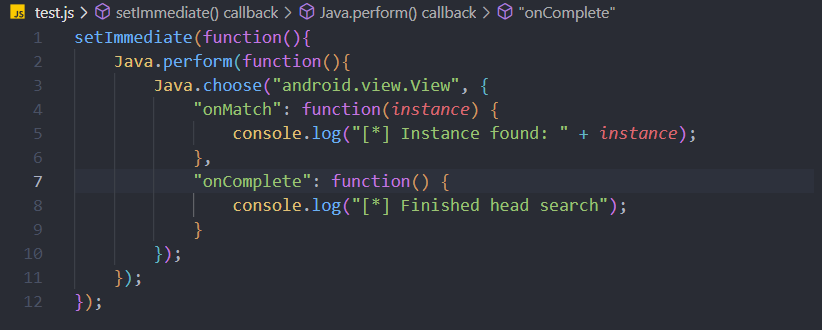 JS test.js > setImmediate() callback > Java.perform() callback > "onComplete"
1 setImmediate(function(){
2     Java.perform(function(){
3         Java.choose("android.view.View", {
4             "onMatch": function(instance) {
5                 console.log("[*] Instance found: " + instance);
6             },
7             "onComplete": function() {
8                 console.log("[*] Finished head search");
9             }
10         });
11     });
12 });